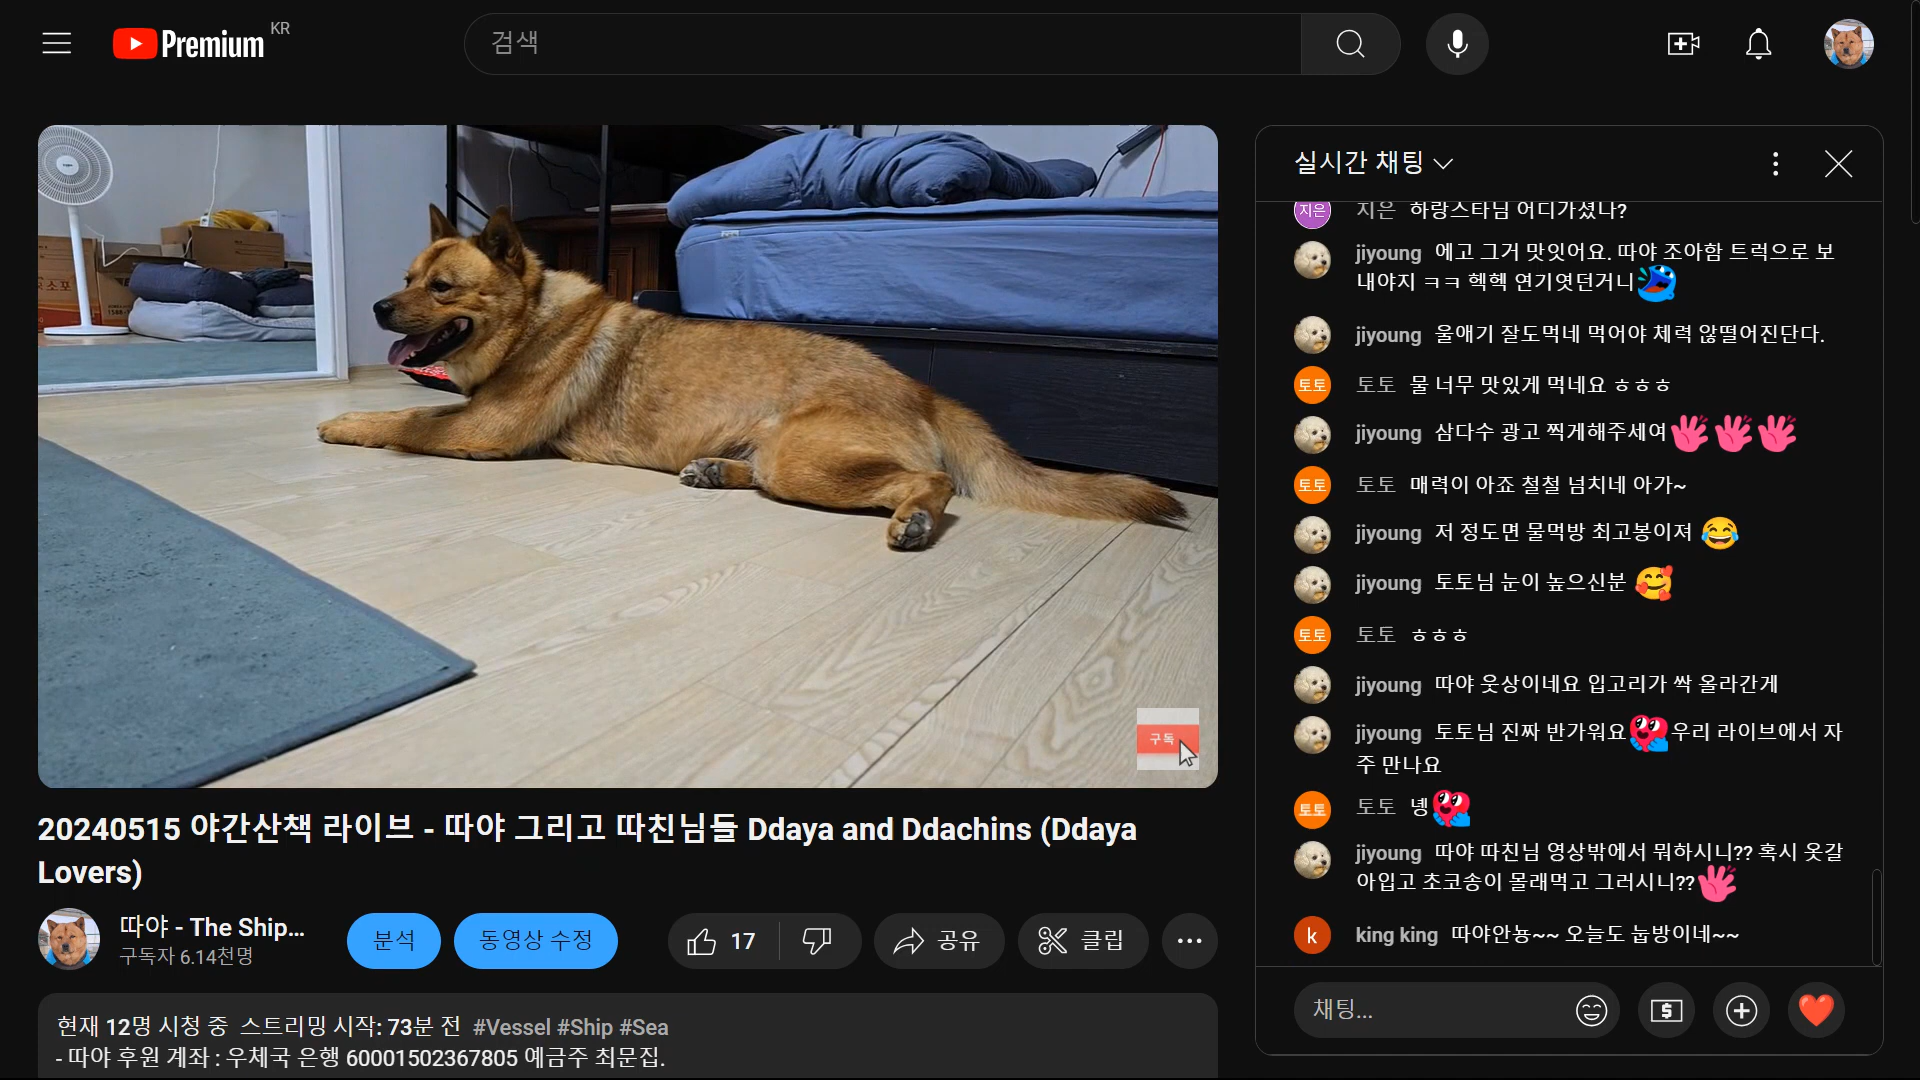 Premium KR
검색
구독
20240515 야간산책 라이브 - 따야 그리고 따친님들 Ddaya and Ddachins (Ddaya
Lovers)
따야 - The Ship...
구독자 6.14천명
분석
동영상 수정
17
공유
클립
현재 12명 시청 중 스트리밍 시작: 73분 전 #Vessel #Ship #Sea
- 따야 후원 계좌 : 우체국 은행 60001502367805 예금주 최문집.
실시간 채팅
지은 지은 하랑스타님 어디가셨나?
jiyoung 에고 그거 맛잇어요. 따야 조아함 트럭으로 보
내야지 ㅋㅋ 헥헥 연기엿던거니
jiyoung 울애기 잘도먹네 먹어야 체력 않떨어진단다.
토토 토토 물 너무 맛있게 먹네요 ㅎㅎㅎ
jiyoung 삼다수 광고 찍게해주세여
토토 토토 매력이 아죠 철철 넘치네 아가~
jiyoung 저 정도면 물먹방 최고봉이져 😂
jiyoung 토토님 눈이 높으신분 🥰
토토 토토 ㅎㅎㅎ
jiyoung 따야 웃상이네요 입고리가 싹 올라간게
jiyoung 토토님 진짜 반가워요 우리 라이브에서 자
주 만나요
토토 토토 넹
jiyoung 따야 따친님 영상밖에서 뭐하시니?? 혹시 옷갈
아입고 초코송이 몰래먹고 그러시니??
k king king 따야안뇽~~ 오늘도 눕방이네~~
채팅...